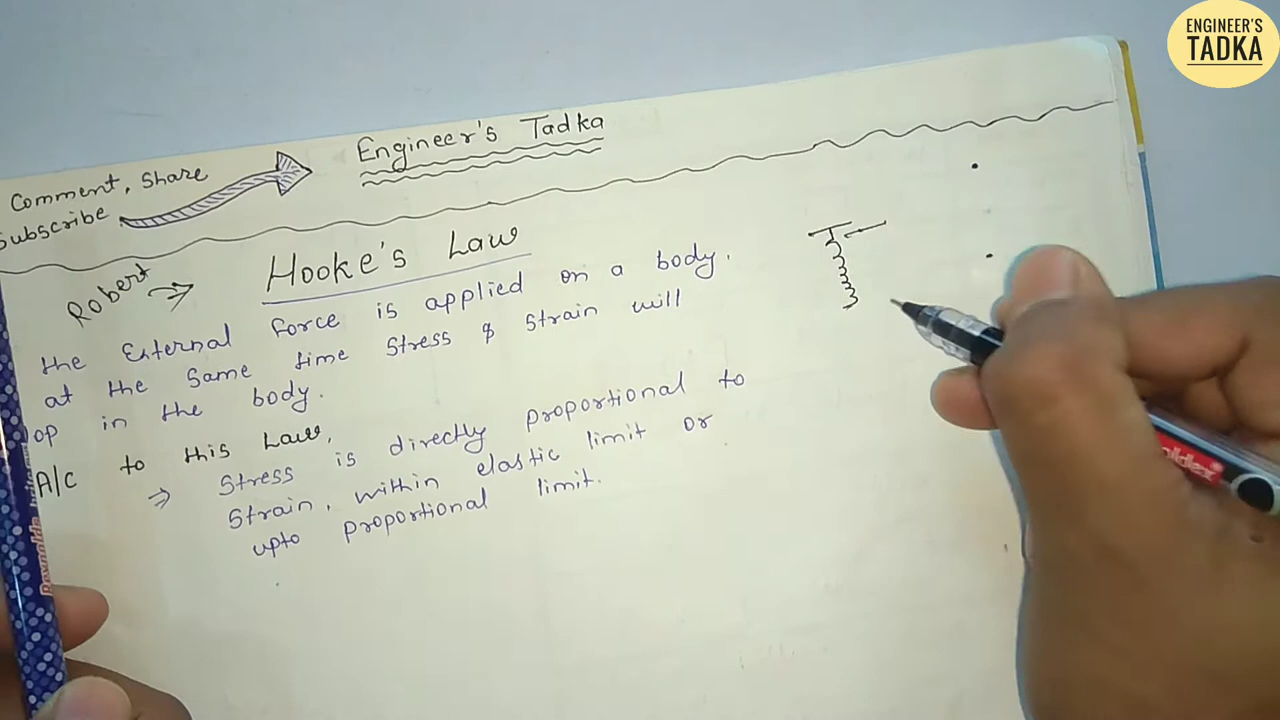 ENGINEER'S
TADKA
Comment, Share
Subscribe
Engineer's Tadka
Robert
Hooke's Law
the External force is applied on a body.
at the same time stress & strain will
op in the body.
A/c to this Law,
⇒ Stress is directly proportional to
Strain, within elastic limit or
upto proportional limit.
Reynolds